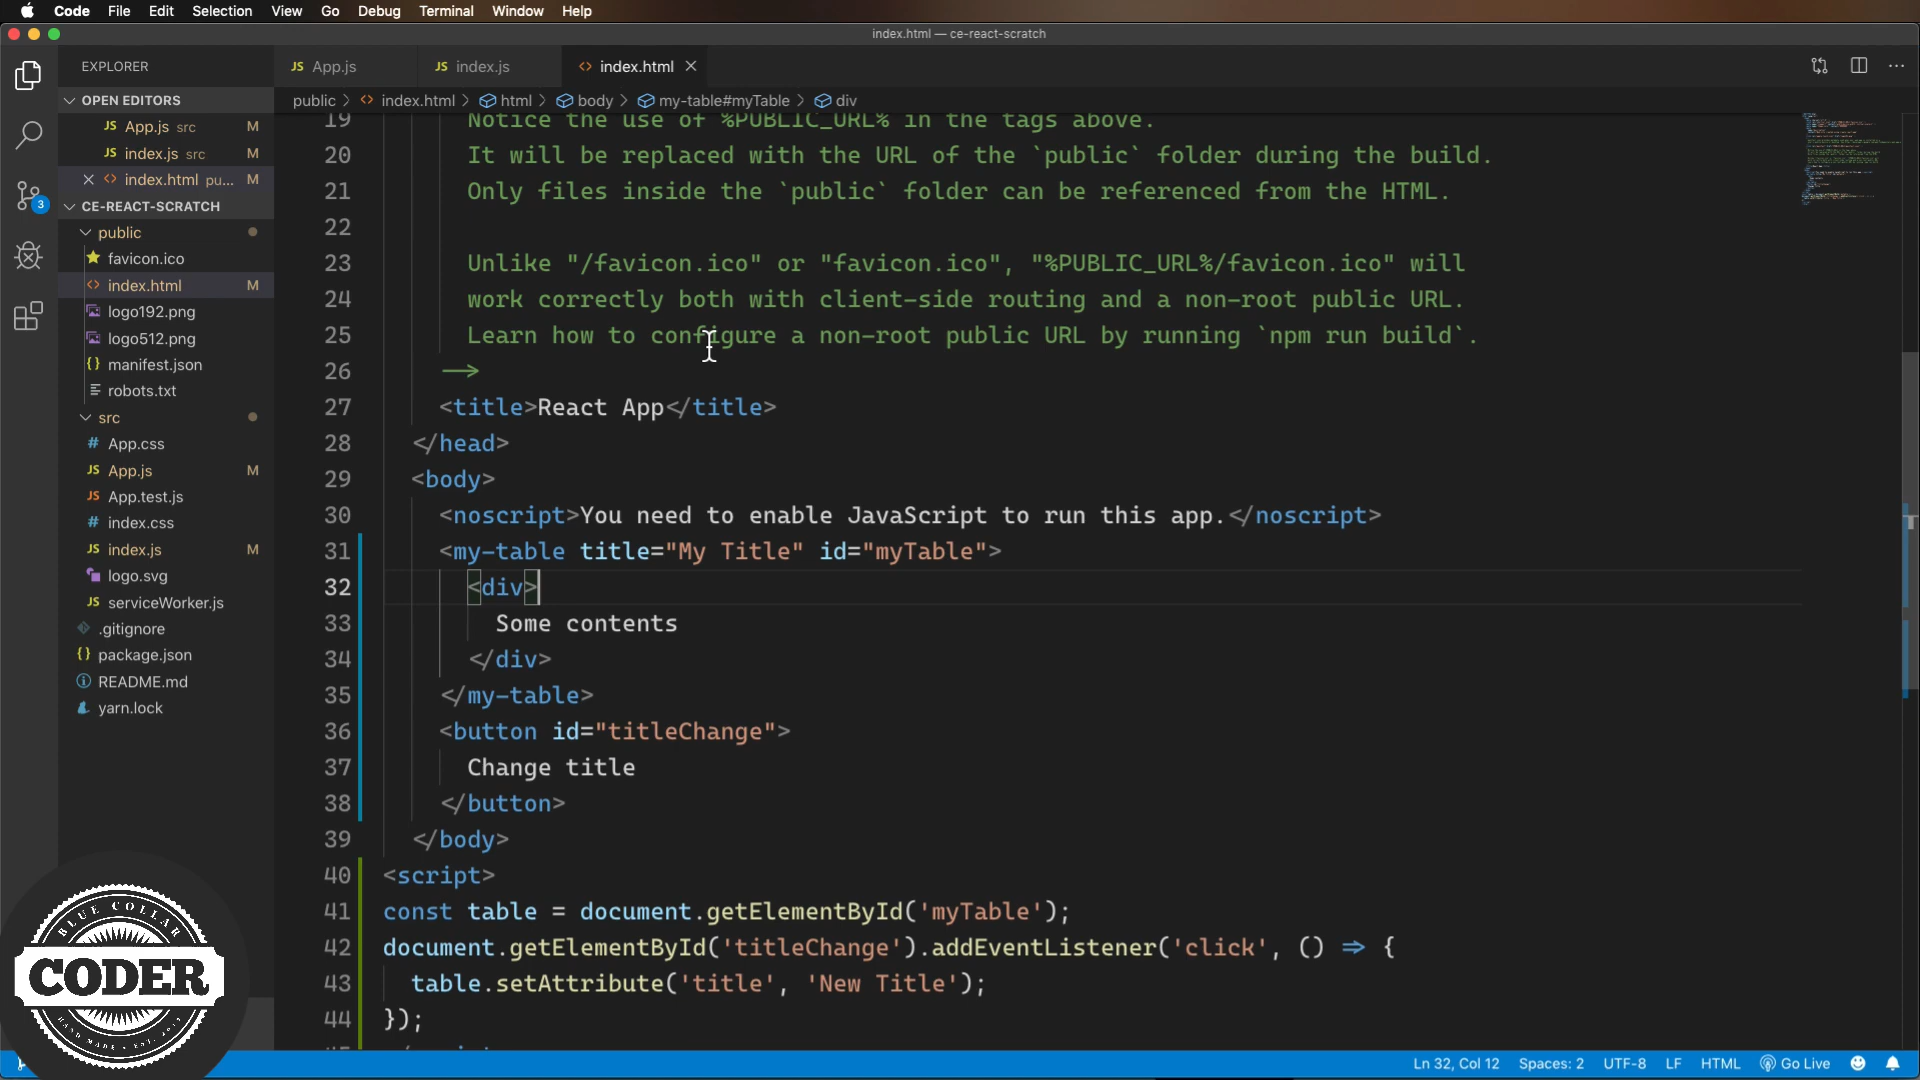 Code File Edit Selection View Go Debug Terminal Window Help
index.html — ce-react-scratch
EXPLORER
JS App.js
JS index.js
<> index.html
public > <> index.html > html > body > my-table#myTable > div
OPEN EDITORS
JS App.js src M
JS index.js src M
<> index.html pu... M
CE-REACT-SCRATCH
public
favicon.ico
<> index.html M
logo192.png
logo512.png
{} manifest.json
robots.txt
src
# App.css
JS App.js M
JS App.test.js
# index.css
JS index.js M
logo.svg
JS serviceWorker.js
.gitignore
{} package.json
README.md
yarn.lock
3
19 Notice the use of %PUBLIC_URL% in the tags above.
20 It will be replaced with the URL of the `public` folder during the build.
21 Only files inside the `public` folder can be referenced from the HTML.
22
23 Unlike "/favicon.ico" or "favicon.ico", "%PUBLIC_URL%/favicon.ico" will
24 work correctly both with client-side routing and a non-root public URL.
25 Learn how to configure a non-root public URL by running `npm run build`.
26 -->
27 <title>React App</title>
28 </head>
29 <body>
30 <noscript>You need to enable JavaScript to run this app.</noscript>
31 <my-table title="My Title" id="myTable">
32 <div>
33 Some contents
34 </div>
35 </my-table>
36 <button id="titleChange">
37 Change title
38 </button>
39 </body>
40 <script>
41 const table = document.getElementById('myTable');
42 document.getElementById('titleChange').addEventListener('click', () => {
43 table.setAttribute('title', 'New Title');
44 });
BLUE COLLAR
CODER
HAND MADE • EST. 2017
Ln 32, Col 12 Spaces: 2 UTF-8 LF HTML Go Live